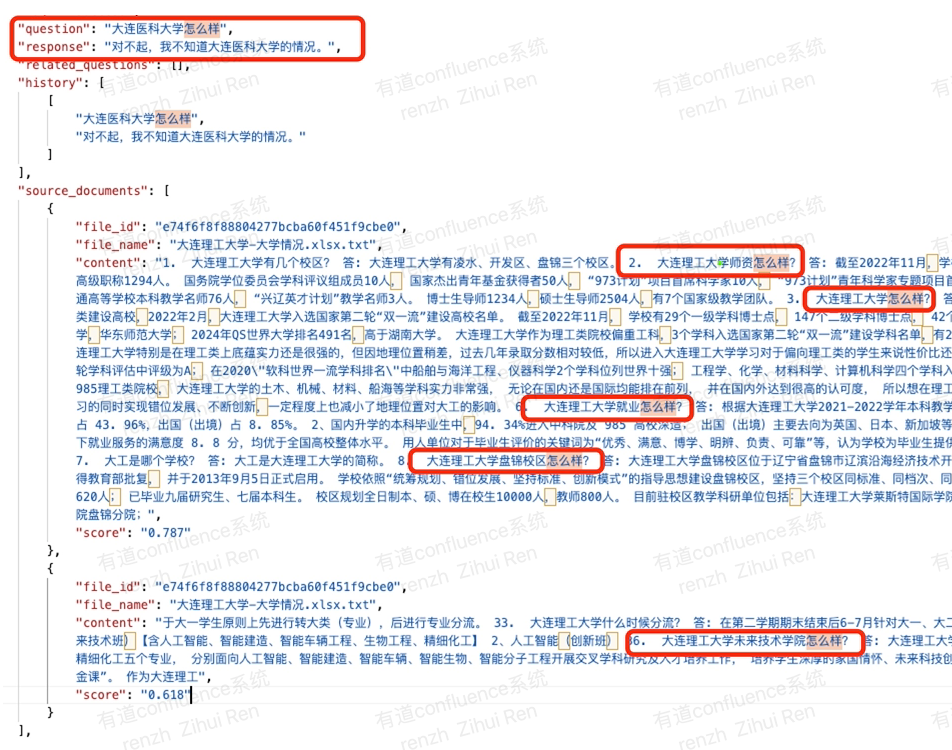 "question": "大连医科大学怎么样",
"response": "对不起，我不知道大连医科大学的情况。",
"related_questions": [],
"history": [
[
"大连医科大学怎么样",
"对不起，我不知道大连医科大学的情况。"
]
],
"source_documents": [
{
"file_id": "e74f6f8f88804277bcba60f451f9cbe0",
"file_name": "大连理工大学-大学情况.xlsx.txt",
"content": "1. 大连理工大学有几个校区? 答: 大连理工大学有凌水、开发区、盘锦三个校区。 2. 大连理工大学师资怎么样? 答: 截至2022年11月，学
高级职称1294人。 国务院学位委员会学科评议组成员10人， 国家杰出青年基金获得者50人， “973计划”项目首席科学家10人， “973计划”青年科学家专题项目首
通高等学校本科教学名师76人， “兴辽英才计划”教学名师3人。 博士生导师1234人，硕士生导师2504人，有7个国家级教学团队。 3. 大连理工大学怎么样? 答
类建设高校，2022年2月，大连理工大学入选国家第二轮“双一流”建设高校名单。 截至2022年11月， 学校有29个一级学科博士点， 147个二级学科博士点， 42个
学，华东师范大学； 2024年QS世界大学排名491名，高于湖南大学。 大连理工大学作为理工类院校偏重工科，3个学科入选国家第二轮“双一流”建设学科名单，有2
连理工大学特别是在理工类上底蕴实力还是很强的，但因地理位置稍差，过去几年录取分数相对较低，所以进入大连理工大学学习对于偏向理工类的学生来说性价比还
轮学科评估中评级为A； 在2020\"软科世界一流学科排名\"中船舶与海洋工程、仪器科学2个学科位列世界十强； 工程学、化学、材料科学、计算机科学四个学科入
985理工类院校， 大连理工大学的土木、机械、材料、船海等学科实力非常强， 无论在国内还是国际均能排在前列， 并在国内外达到很高的认可度， 所以想在理工
习的同时实现错位发展、不断创新，一定程度上也减小了地理位置对大工的影响。 6. 大连理工大学就业怎么样? 答: 根据大连理工大学2021-2022学年本科教学
占 43. 96%，出国（出境）占 8. 85%。 2、国内升学的本科毕业生中，94. 34%进入中科院及 985 高校深造， 出国（出境）主要去向为英国、日本、新加坡等
下就业服务的满意度 8. 8 分，均优于全国高校整体水平。 用人单位对于毕业生评价的关键词为“优秀、满意、博学、明辨、负责、可靠”等，认为学校为毕业生提供
7. 大工是哪个学校? 答: 大工是大连理工大学的简称。 8. 大连理工大学盘锦校区怎么样? 答: 大连理工大学盘锦校区位于辽宁省盘锦市辽滨沿海经济技术开
得教育部批复， 并于2013年9月5日正式启用。 学校依照“统筹规划、错位发展、坚持标准、创新模式”的指导思想建设盘锦校区，坚持三个校区同标准、同档次、同
620人； 已毕业九届研究生、七届本科生。 校区规划全日制本、硕、博在校生10000人，教师800人。 目前驻校区教学科研单位包括：大连理工大学莱斯特国际学院
院盘锦分院；",
"score": "0.787"
},
{
"file_id": "e74f6f8f88804277bcba60f451f9cbe0",
"file_name": "大连理工大学-大学情况.xlsx.txt",
"content": "于大一学生原则上先进行转大类（专业），后进行专业分流。 33. 大连理工大学什么时候分流? 答: 在第二学期期末结束后6-7月针对大一、大二
来技术班）【含人工智能、智能建造、智能车辆工程、生物工程、精细化工】 2、人工智能（创新班） 36. 大连理工大学未来技术学院怎么样? 答: 大连理工大
精细化工五个专业， 分别面向人工智能、智能建造、智能车辆、智能生物、智能分子工程开展交叉学科研究及人才培养工作， 培养学生深厚的家国情怀、未来科技创
金课”。 作为大连理工",
"score": "0.618"
}
],
有道confluence系统
renzh Zihui Ren